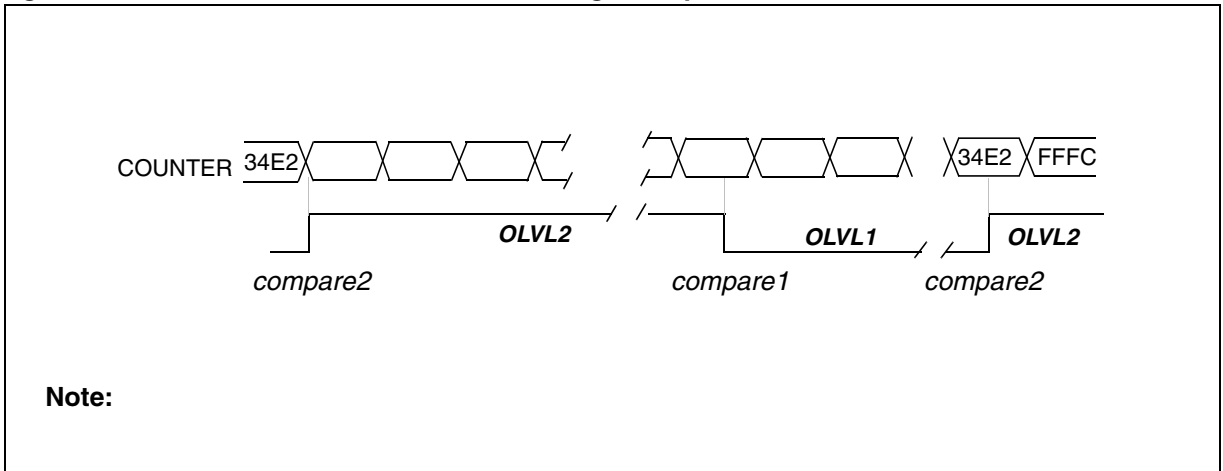 COUNTER 34E2 34E2 FFFC
OLVL2 OLVL1 OLVL2
compare2 compare1 compare2
Note: